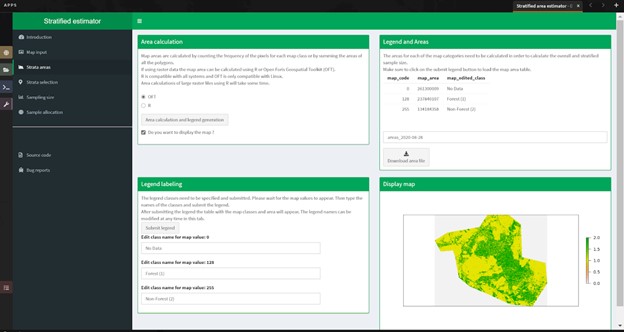 APPS
Stratified area estimator
Stratified estimator
Introduction
Map input
Strata areas
Strata selection
Sampling size
Sample allocation
Source code
Bug reports
Area calculation
Map areas are calculated by counting the frequency of the pixels for each map class or by summing the areas of all the polygons.
If using raster data the map area can be calculated using R or Open Foris Geospatial Toolkit (OFT).
R is compatible with all systems and OFT is only compatible with Linux.
Area calculations of large raster files using R will take some time.
OFT
R
Area calculation and legend generation
Do you want to display the map ?
Legend and Areas
The areas for the map categories need to be calculated in order to calculate the overall and stratified sample size.
Make sure to click on the submit legend button to load the map area table.
map_code map_area map_edited_class
0 No Data
128 Forest (1)
255 Non-Forest (2)
areas_2020-08-28
Download area file
Legend labeling
The legend classes need to be specified and submitted. Please wait for the map values to appear. Then type the names of the classes and submit the legend.
After submitting the legend the table with the map classes and area will appear. The legend names can be modified at any time in this tab.
Submit legend
Edit class name for map value: 0
No Data
Edit class name for map value: 128
Forest (1)
Edit class name for map value: 255
Non-Forest (2)
Display map
2.0
1.5
1.0
0.5
0.0